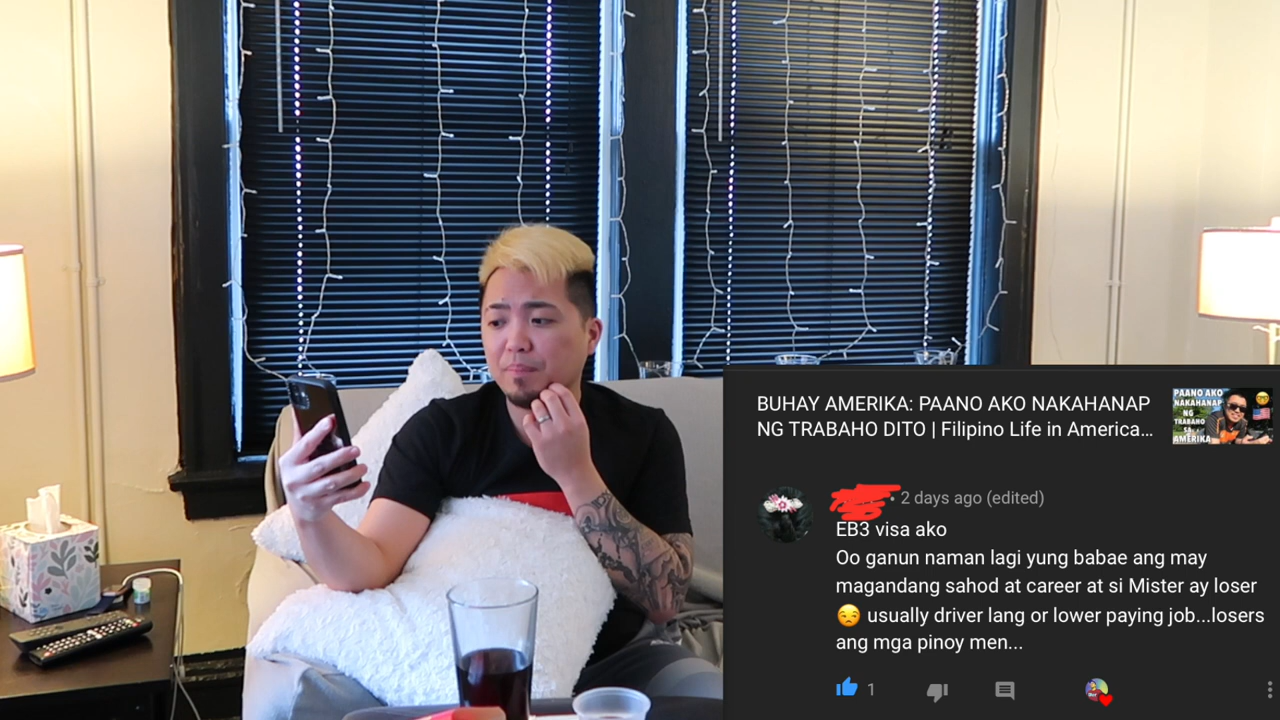 BUHAY AMERIKA: PAANO AKO NAKAHANAP
NG TRABAHO DITO | Filipino Life in America...
PAANO AKO
NAKAHANAP
NG
TRABAHO
SA
AMERIKA
• 2 days ago (edited)
EB3 visa ako
Oo ganun naman lagi yung babae ang may
magandang sahod at career at si Mister ay loser
😒 usually driver lang or lower paying job...losers
ang mga pinoy men...
1